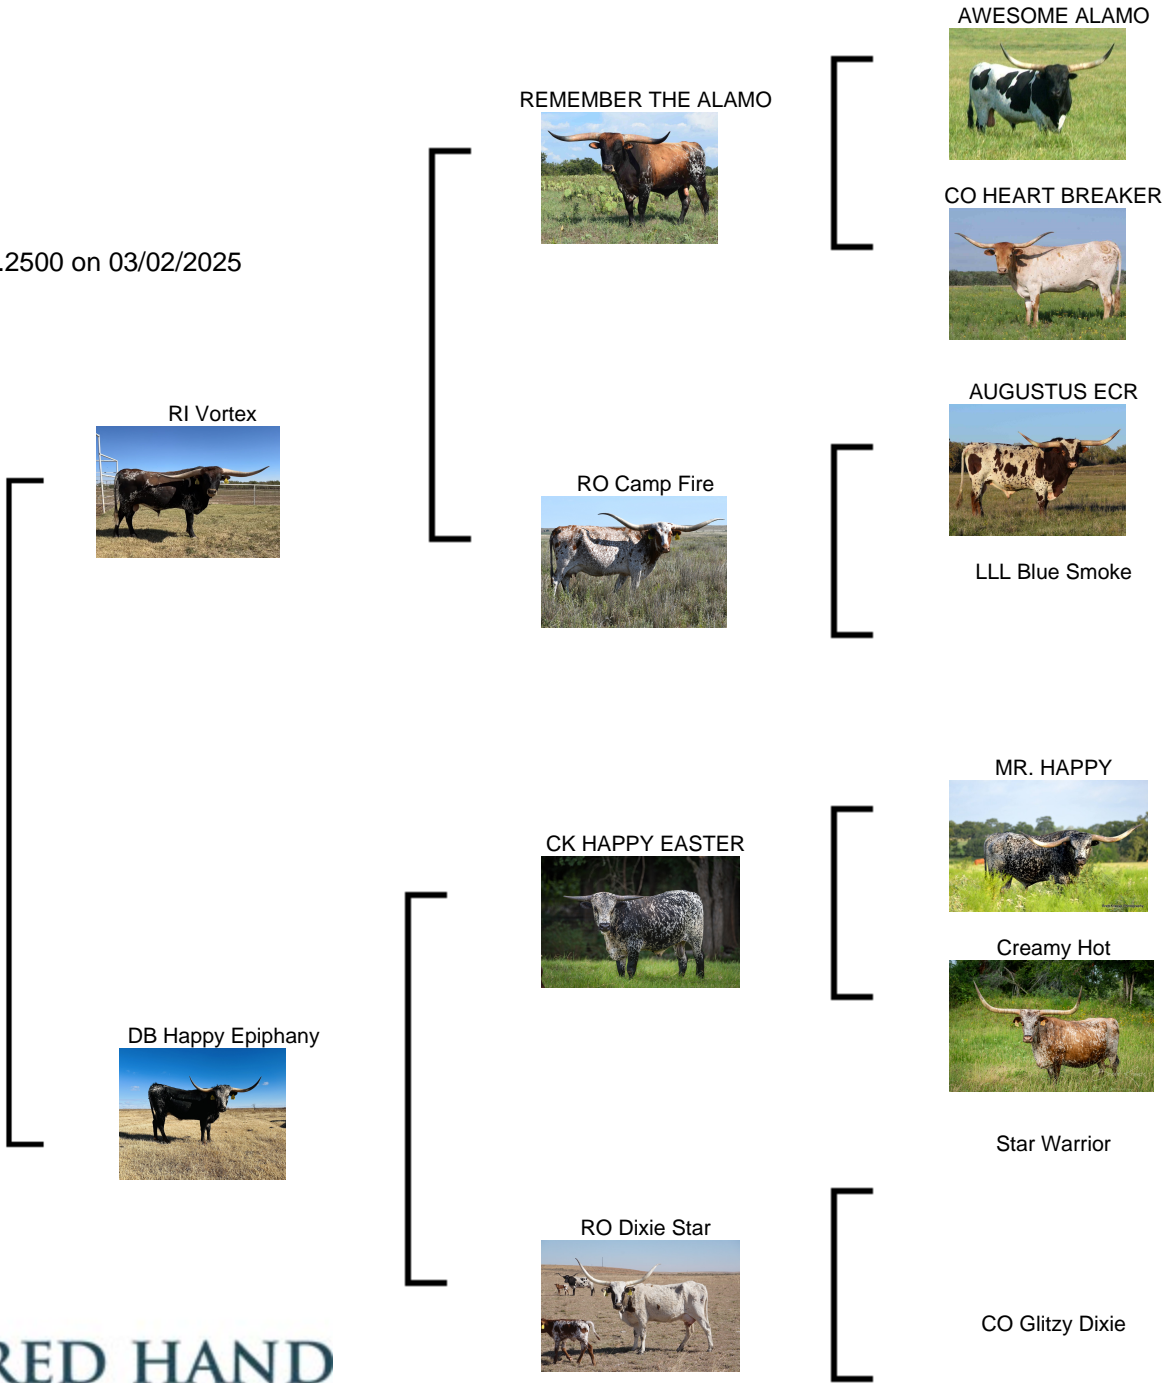 AWESOME ALAMO
REMEMBER THE ALAMO
CO HEART BREAKER
.2500 on 03/02/2025
AUGUSTUS ECR
RI Vortex
RO Camp Fire
LLL Blue Smoke
MR. HAPPY
CK HAPPY EASTER
Creamy Hot
DB Happy Epiphany
Star Warrior
RO Dixie Star
CO Glitzy Dixie
RED HAND